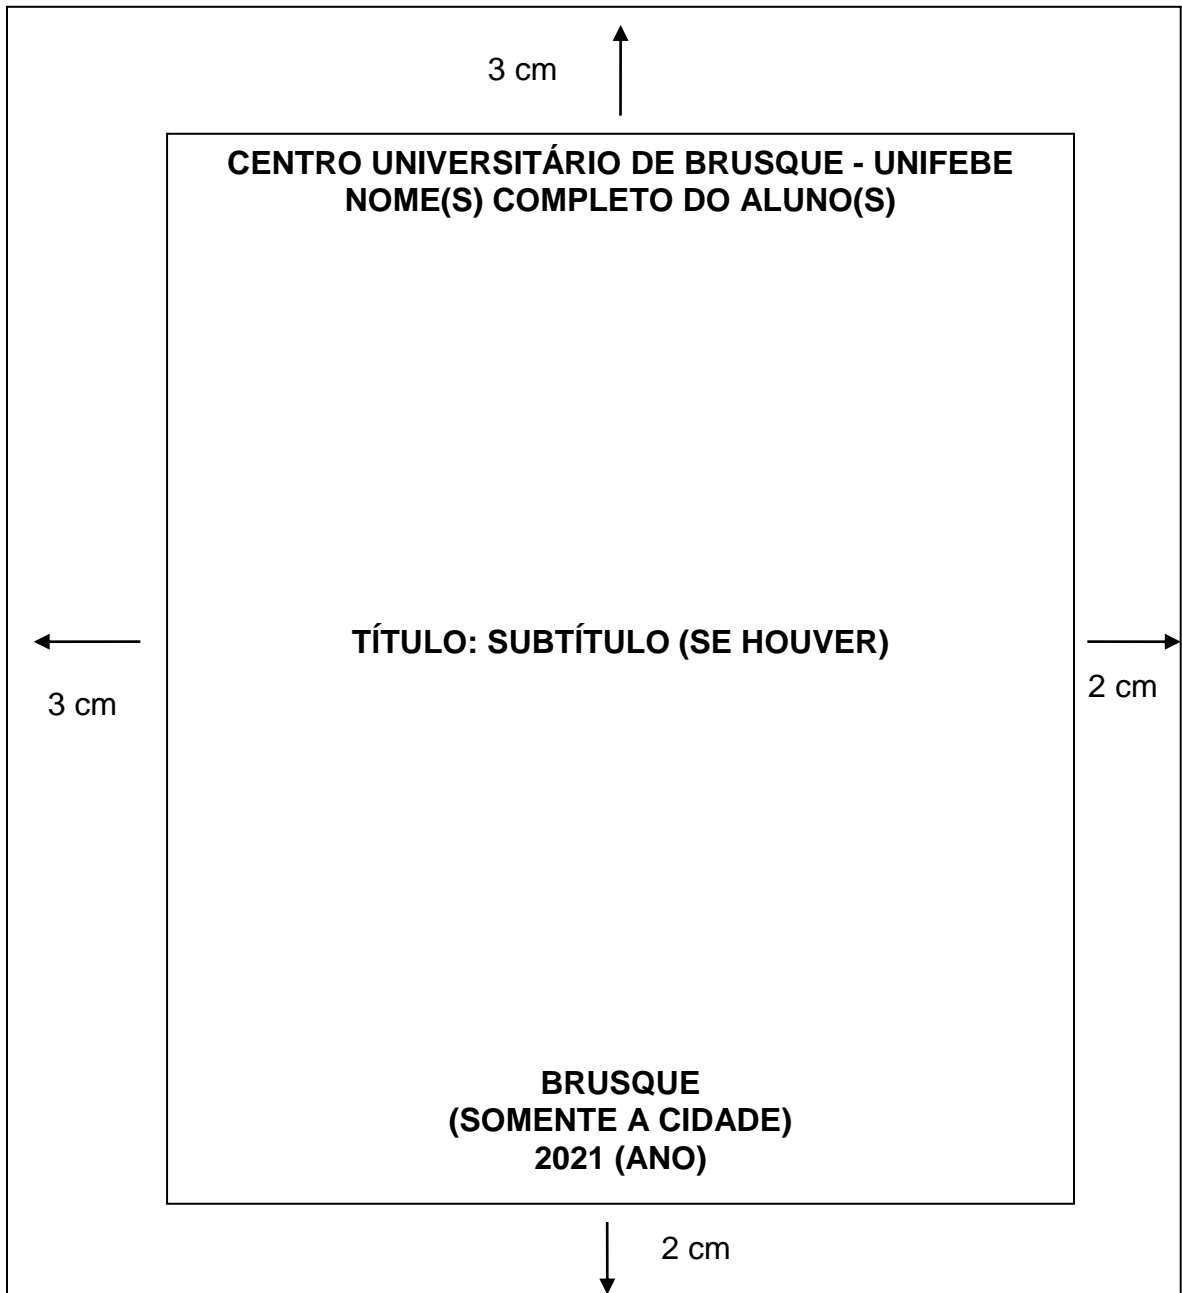 3 cm
CENTRO UNIVERSITÁRIO DE BRUSQUE - UNIFEBE
NOME(S) COMPLETO DO ALUNO(S)
TÍTULO: SUBTÍTULO (SE HOUVER)
3 cm
2 cm
BRUSQUE
(SOMENTE A CIDADE)
2021 (ANO)
2 cm